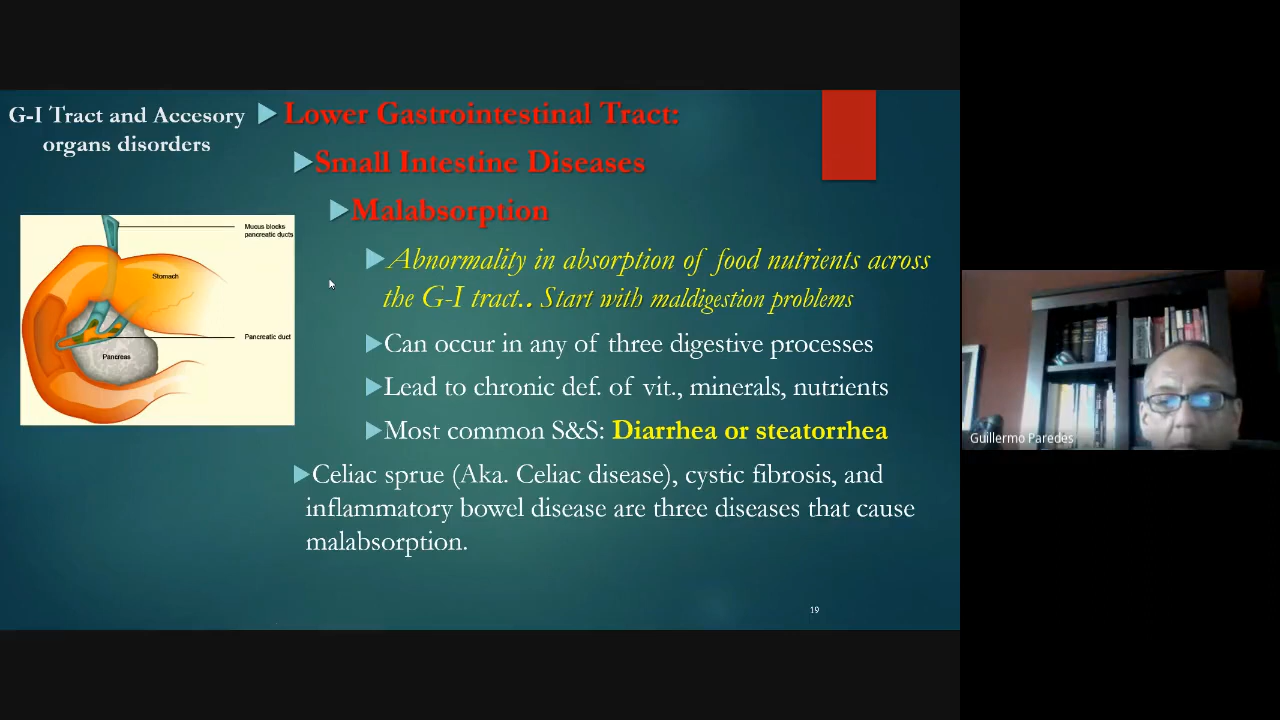 G-I Tract and Accesory
organs disorders
Lower Gastrointestinal Tract:
Small Intestine Diseases
Malabsorption
Abnormality in absorption of food nutrients across
the G-I tract.. Start with maldigestion problems
Can occur in any of three digestive processes
Lead to chronic def. of vit., minerals, nutrients
Most common S&S: Diarrhea or steatorrhea
Celiac sprue (Aka. Celiac disease), cystic fibrosis, and
inflammatory bowel disease are three diseases that cause
malabsorption.
Mucus blocks
pancreatic ducts
Stomach
Pancreatic duct
Pancreas
19
Guillermo Paredes